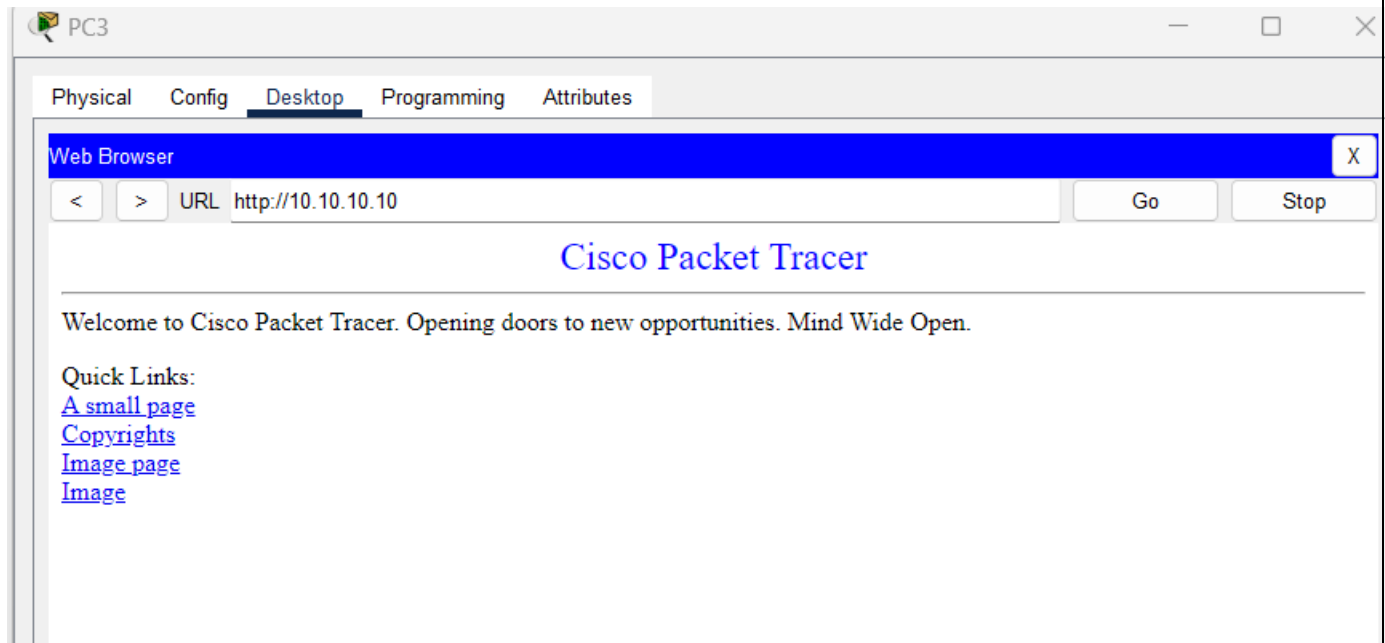 PC3
Physical Config Desktop Programming Attributes
Web Browser X
< > URL http://10.10.10.10 Go Stop
Cisco Packet Tracer
Welcome to Cisco Packet Tracer. Opening doors to new opportunities. Mind Wide Open.
Quick Links:
A small page
Copyrights
Image page
Image